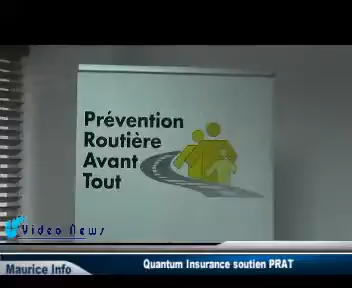 Prévention
Routière
Avant
Tout
Video News
Maurice Info
Quantum Insurance soutien PRAT